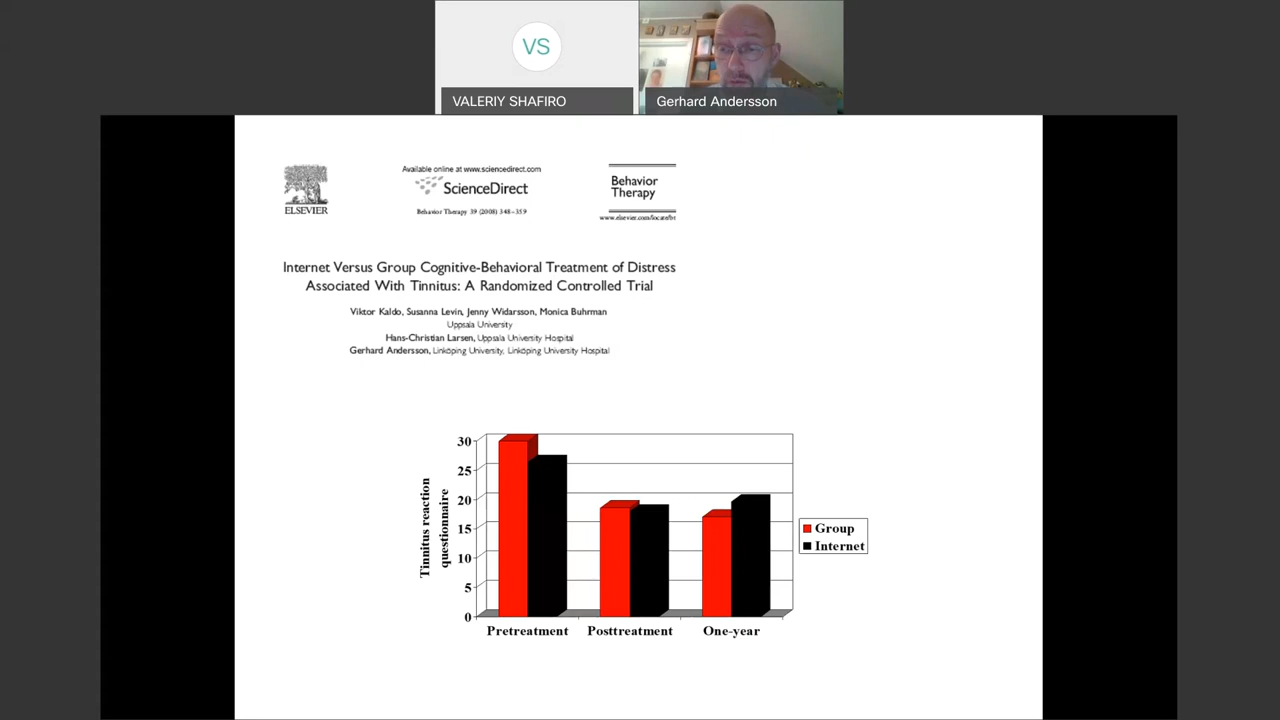 VS
VALERIY SHAFIRO
Gerhard Andersson
ELSEVIER
Available online at www.sciencedirect.com
ScienceDirect
Behavior Therapy 39 (2008) 348–359
Behavior
Therapy
www.elsevier.com/locate/bt
Internet Versus Group Cognitive-Behavioral Treatment of Distress
Associated With Tinnitus: A Randomized Controlled Trial
Viktor Kaldo, Susanna Levin, Jenny Widarsson, Monica Buhrman
Uppsala University
Hans-Christian Larsen, Uppsala University Hospital
Gerhard Andersson, Linköping University, Linköping University Hospital
Tinnitus reaction
questionnaire
30
25
20
15
10
5
0
Pretreatment
Posttreatment
One-year
Group
Internet